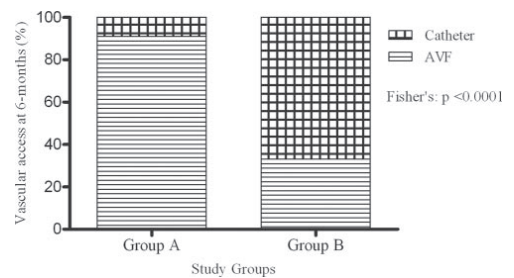 Vascular access at 6-months (%)
100
80
60
40
20
0
Group A
Group B
Study Groups
Catheter
AVF
Fisher's: p <0.0001